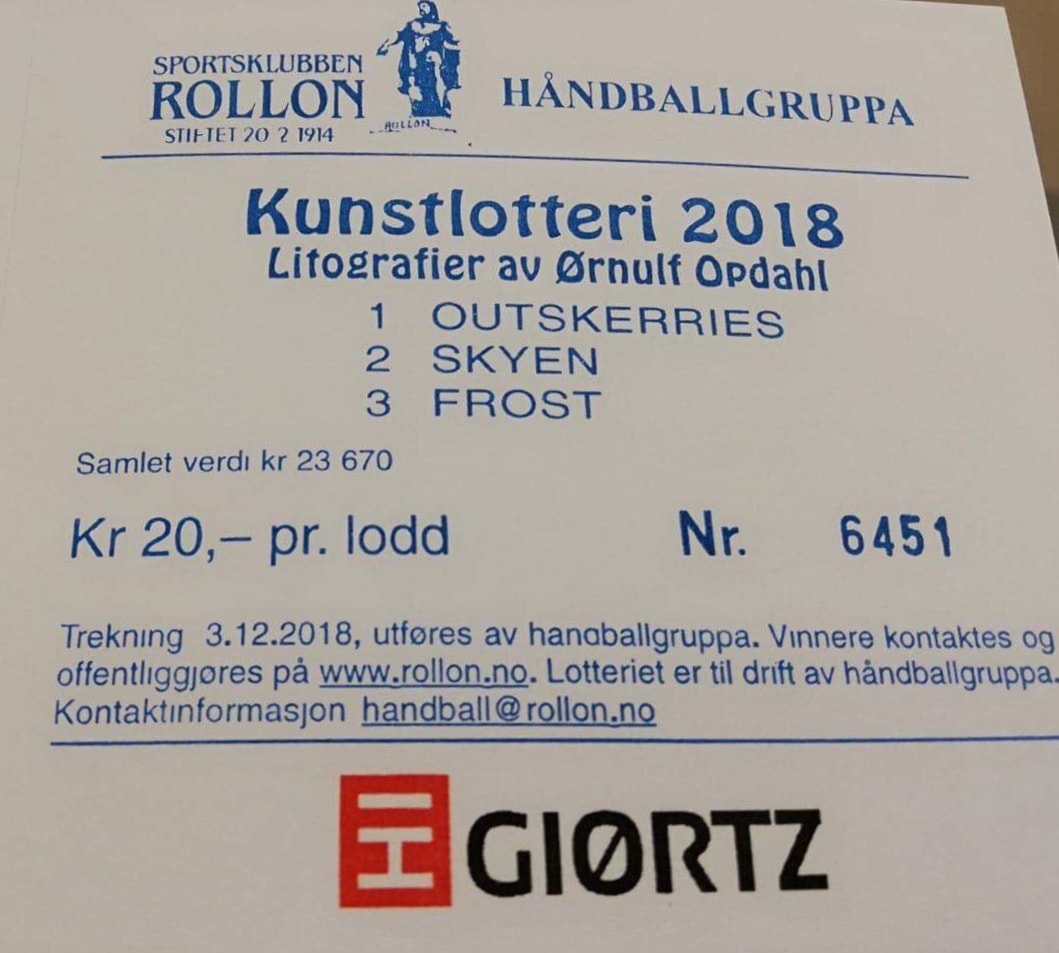 SPORTSKLUBBEN
ROLLON
STIFTET 20 2 1914
ROLLON
HÅNDBALLGRUPPA
Kunstlotteri 2018
Litografier av Ørnulf Opdahl
1 OUTSKERRIES
2 SKYEN
3 FROST
Samlet verdi kr 23 670
Kr 20,– pr. lodd Nr. 6451
Trekning 3.12.2018, utføres av håndballgruppa. Vinnere kontaktes og
offentliggjøres på www.rollon.no. Lotteriet er til drift av håndballgruppa.
Kontaktinformasjon handball@rollon.no
GIØRTZ